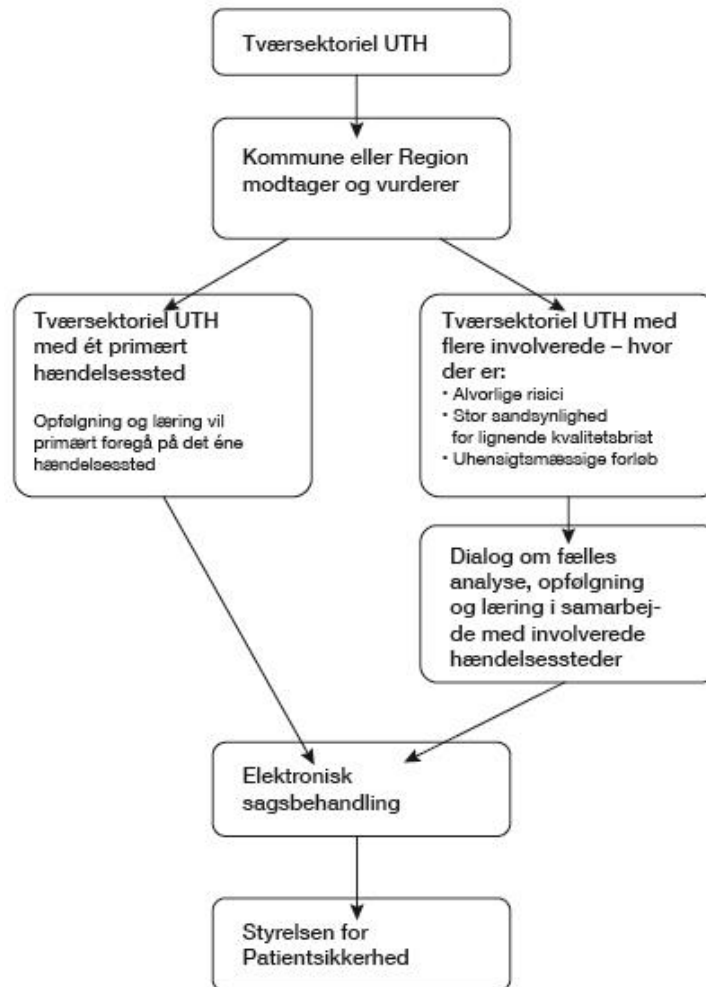 Tværsektoriel UTH
Kommune eller Region
modtager og vurderer
Tværsektoriel UTH
med ét primært
hændelsessted
Opfølgning og læring vil
primært foregå på det éne
hændelsessted
Tværsektoriel UTH med
flere involverede – hvor
der er:
• Alvorlige risici
• Stor sandsynlighed
for lignende kvalitetsbrist
• Uhensigtsmæssige forløb
Dialog om fælles
analyse, opfølgning
og læring i samarbej-
de med involverede
hændelsessteder
Elektronisk
sagsbehandling
Styrelsen for
Patientsikkerhed